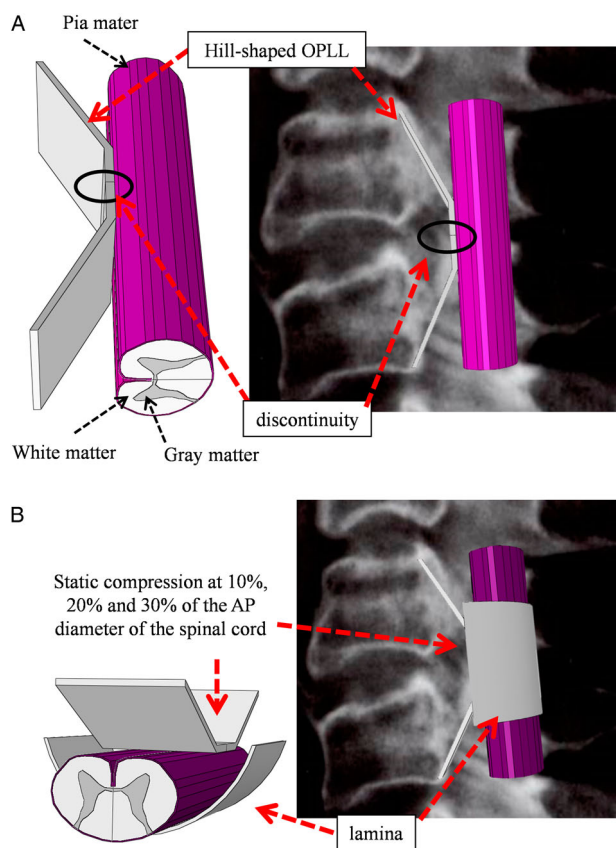 A
Pia mater
Hill-shaped OPLL
discontinuity
White matter
Gray matter
B
Static compression at 10%,
20% and 30% of the AP
diameter of the spinal cord
lamina